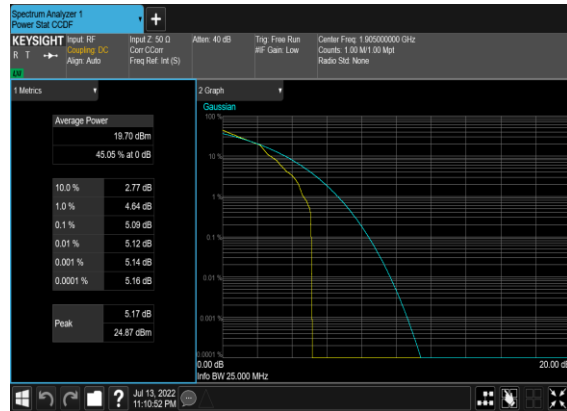 Spectrum Analyzer 1
Power Stat CCDF
KEYSIGHT
R T
LV
Input: RF
Coupling: DC
Align: Auto
Input Z: 50 Ω
Corr CCorr
Freq Ref: Int (S)
Atten: 40 dB
Trig: Free Run
#IF Gain: Low
Center Freq: 1.905000000 GHz
Counts: 1.00 M/1.00 Mpt
Radio Std: None
1 Metrics
Average Power
19.70 dBm
45.05 % at 0 dB
10.0 % 2.77 dB
1.0 % 4.64 dB
0.1 % 5.09 dB
0.01 % 5.12 dB
0.001 % 5.14 dB
0.0001 % 5.16 dB
Peak
5.17 dB
24.87 dBm
2 Graph
Gaussian
100 %
10 %
1 %
0.1 %
0.01 %
0.001 %
0.0001 %
0.00 dB
20.00 dB
Info BW 25.000 MHz
?
Jul 13, 2022
11:10:52 PM